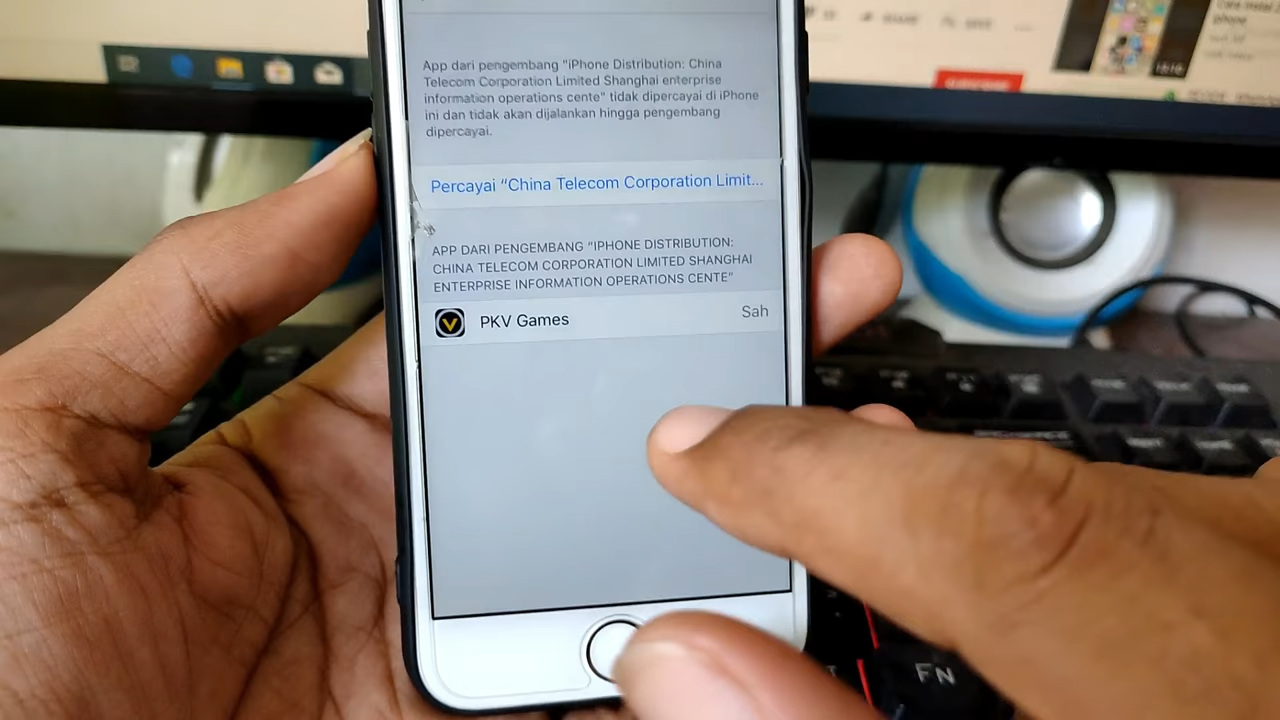 App dari pengembang "iPhone Distribution: China
Telecom Corporation Limited Shanghai enterprise
information operations cente" tidak dipercayai di iPhone
ini dan tidak akan dijalankan hingga pengembang
dipercayai.
Percayai “China Telecom Corporation Limit...
APP DARI PENGEMBANG "IPHONE DISTRIBUTION:
CHINA TELECOM CORPORATION LIMITED SHANGHAI
ENTERPRISE INFORMATION OPERATIONS CENTE"
PKV Games Sah
FN